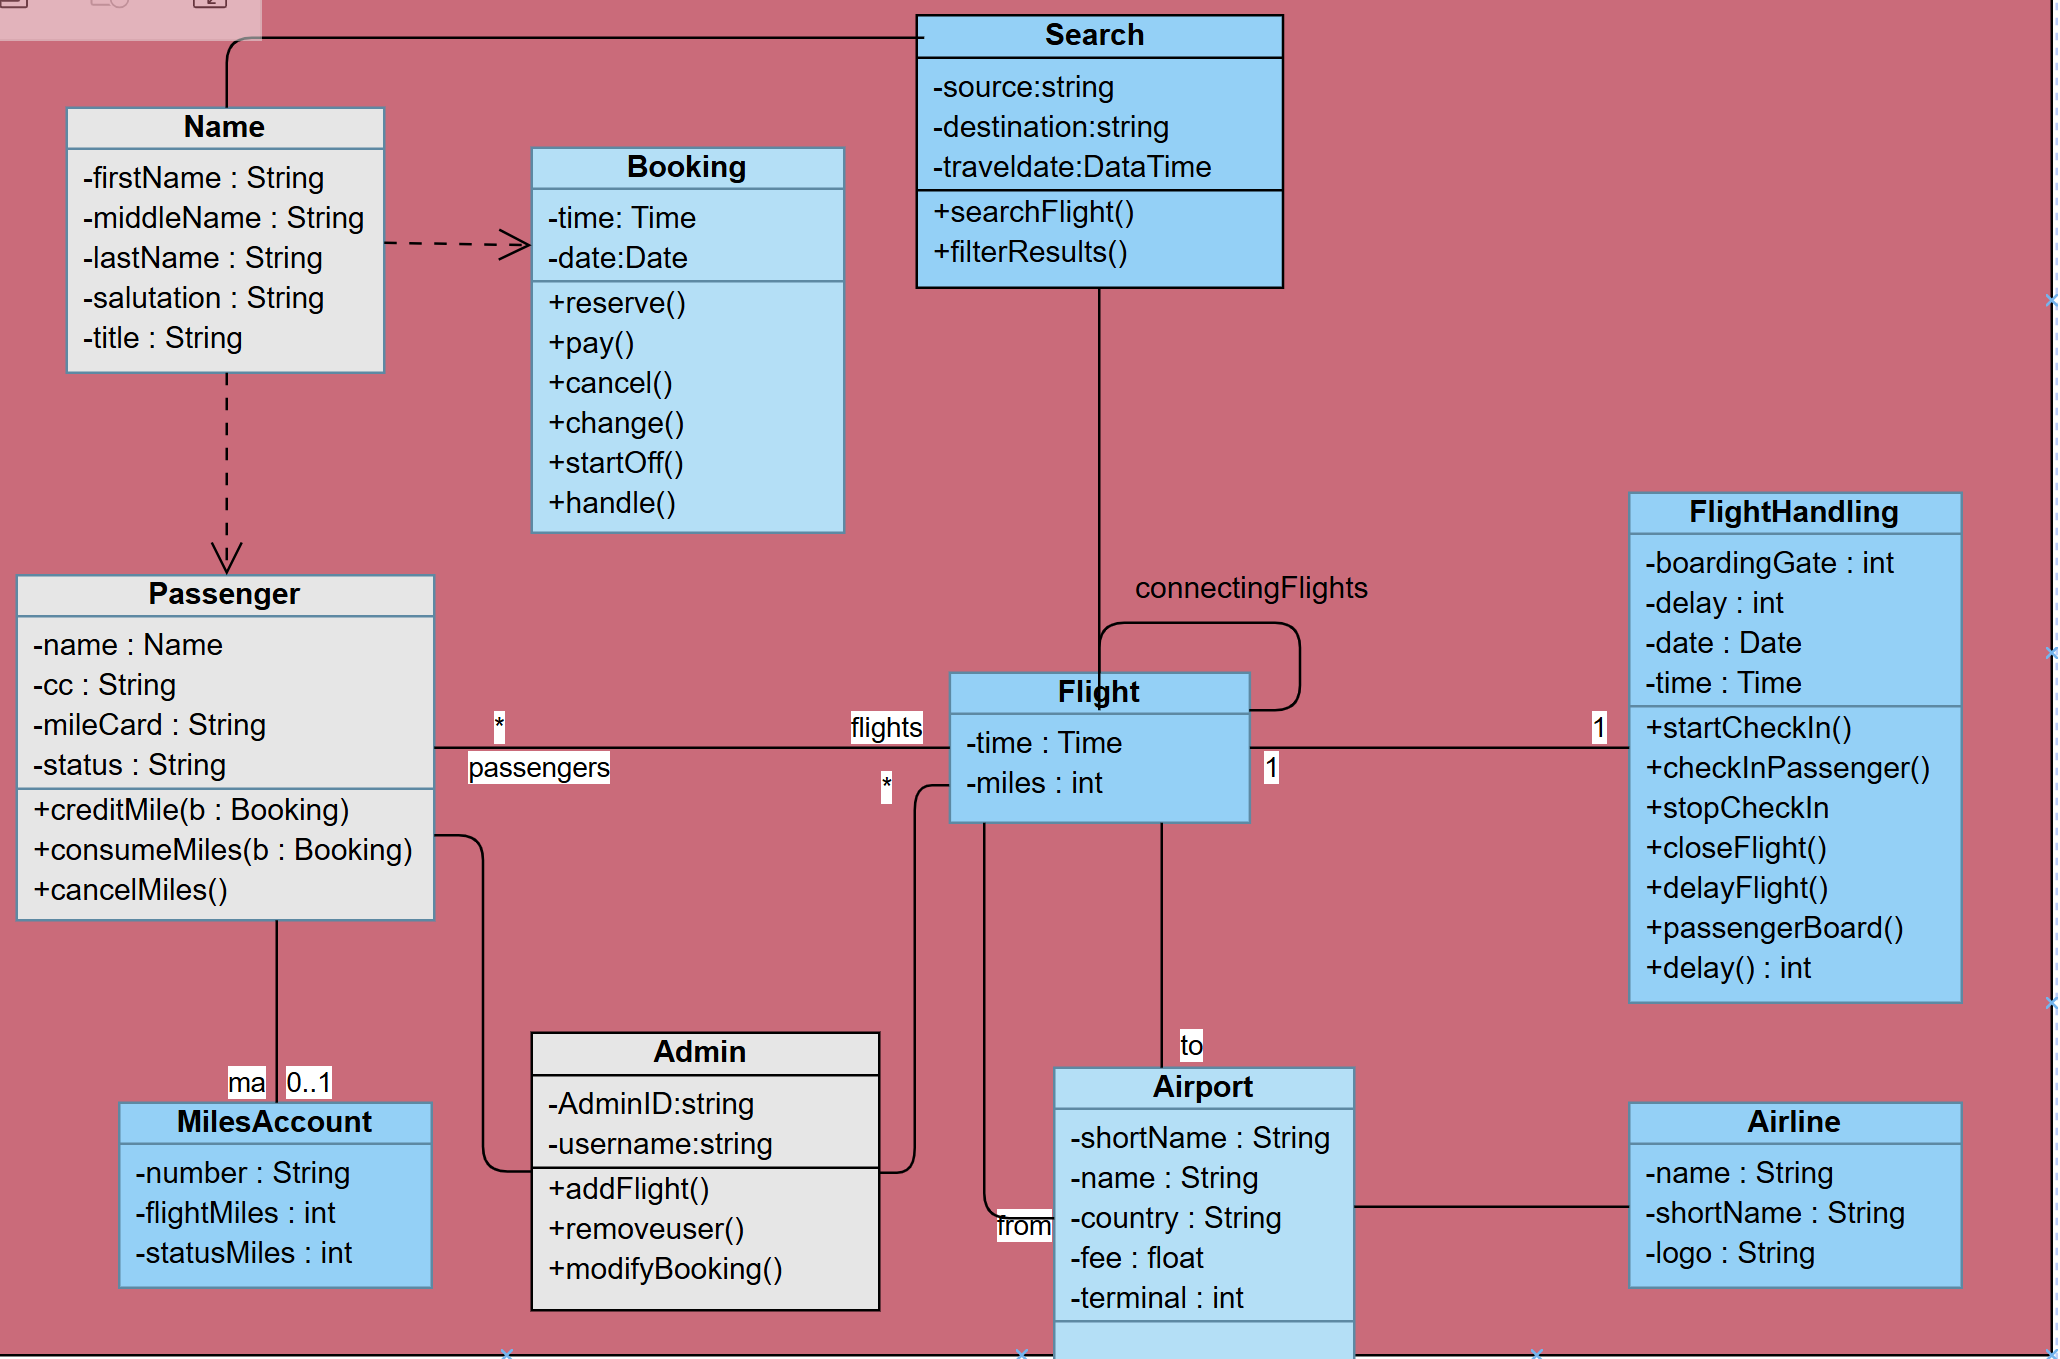 Search
-source:string
-destination:string
-traveldate:DataTime
+searchFlight()
+filterResults()
Name
-firstName : String
-middleName : String
-lastName : String
-salutation : String
-title : String
Booking
-time: Time
-date:Date
+reserve()
+pay()
+cancel()
+change()
+startOff()
+handle()
Passenger
-name : Name
-cc : String
-mileCard : String
-status : String
+creditMile(b : Booking)
+consumeMiles(b : Booking)
+cancelMiles()
*
passengers
flights
*
connectingFlights
Flight
-time : Time
-miles : int
1
1
FlightHandling
-boardingGate : int
-delay : int
-date : Date
-time : Time
+startCheckIn()
+checkInPassenger()
+stopCheckIn
+closeFlight()
+delayFlight()
+passengerBoard()
+delay() : int
ma
0..1
MilesAccount
-number : String
-flightMiles : int
-statusMiles : int
Admin
-AdminID:string
-username:string
+addFlight()
+removeuser()
+modifyBooking()
to
from
Airport
-shortName : String
-name : String
-country : String
-fee : float
-terminal : int
Airline
-name : String
-shortName : String
-logo : String